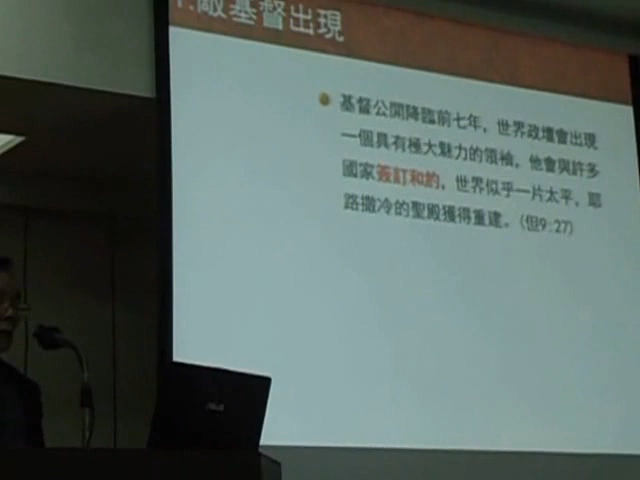 1.敵基督出現
基督公開降臨前七年，世界政壇會出現
一個具有極大魅力的領袖。他會與許多
國家簽訂和約，世界似乎一片太平，耶
路撒冷的聖殿獲得重建。(但9:27)